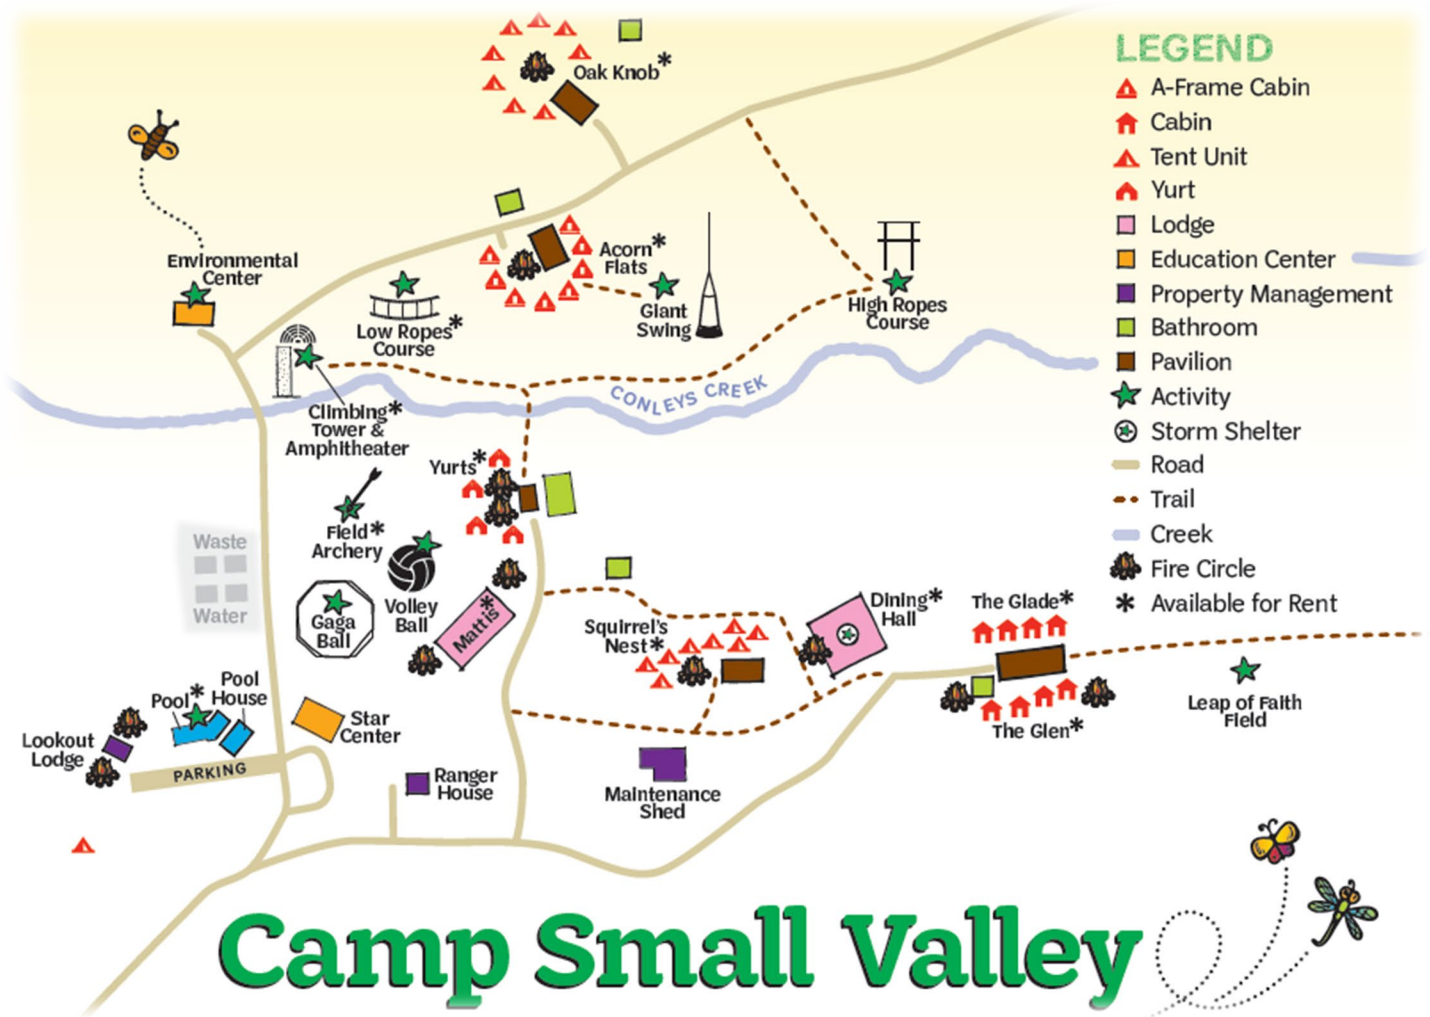 LEGEND
A-Frame Cabin
Cabin
Tent Unit
Yurt
Lodge
Education Center
Property Management
Bathroom
Pavilion
Activity
Storm Shelter
Road
Trail
Creek
Fire Circle
* Available for Rent
Oak Knob*
Environmental
Center
Acorn*
Flats
Giant
Swing
High Ropes
Course
Low Ropes*
Course
CONLEYS CREEK
Climbing*
Tower &
Amphitheater
Yurts*
Field*
Archery
Waste
Water
Volley
Ball
Gaga
Ball
Mattis*
Squirrel's
Nest*
Dining*
Hall
The Glade*
The Glen*
Leap of Faith
Field
Pool*
Pool
House
Lookout
Lodge
PARKING
Star
Center
Ranger
House
Maintenance
Shed
Camp Small Valley